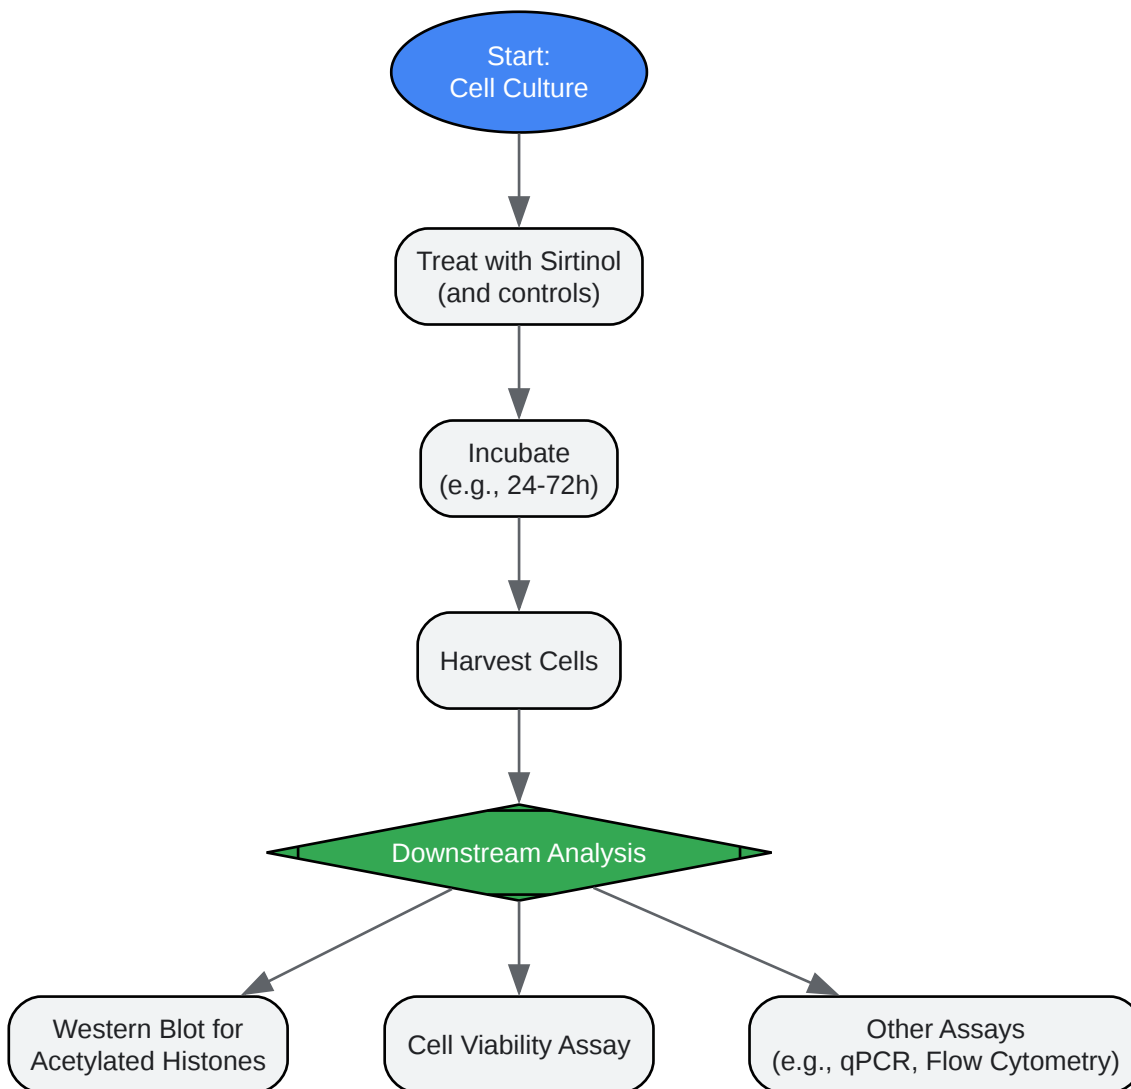 Start:
Cell Culture
Treat with Sirtinol
(and controls)
Incubate
(e.g., 24-72h)
Harvest Cells
Downstream Analysis
Western Blot for
Acetylated Histones
Cell Viability Assay
Other Assays
(e.g., qPCR, Flow Cytometry)